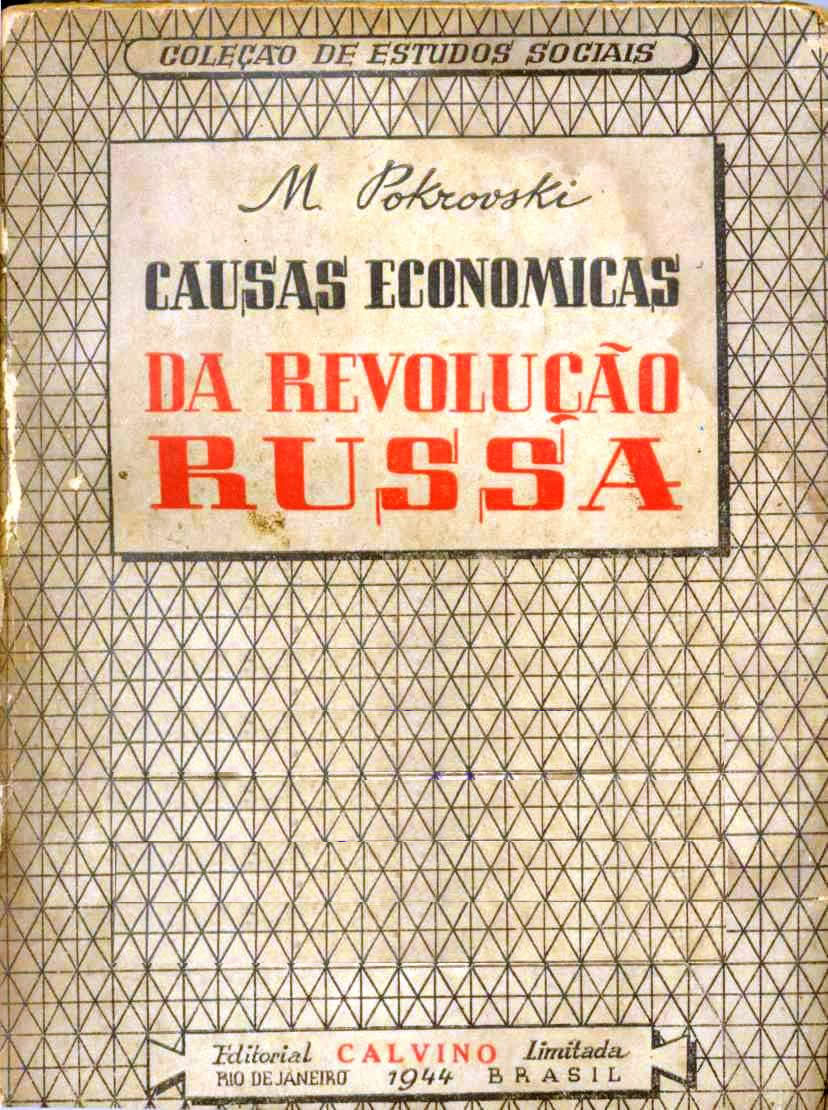 COLEÇÃO DE ESTUDOS SOCIAIS
M. Pokrovski
CAUSAS ECONOMICAS
DA REVOLUÇÃO
RUSSA
Editorial CALVINO Limitada
RIO DE JANEIRO 1944 BRASIL